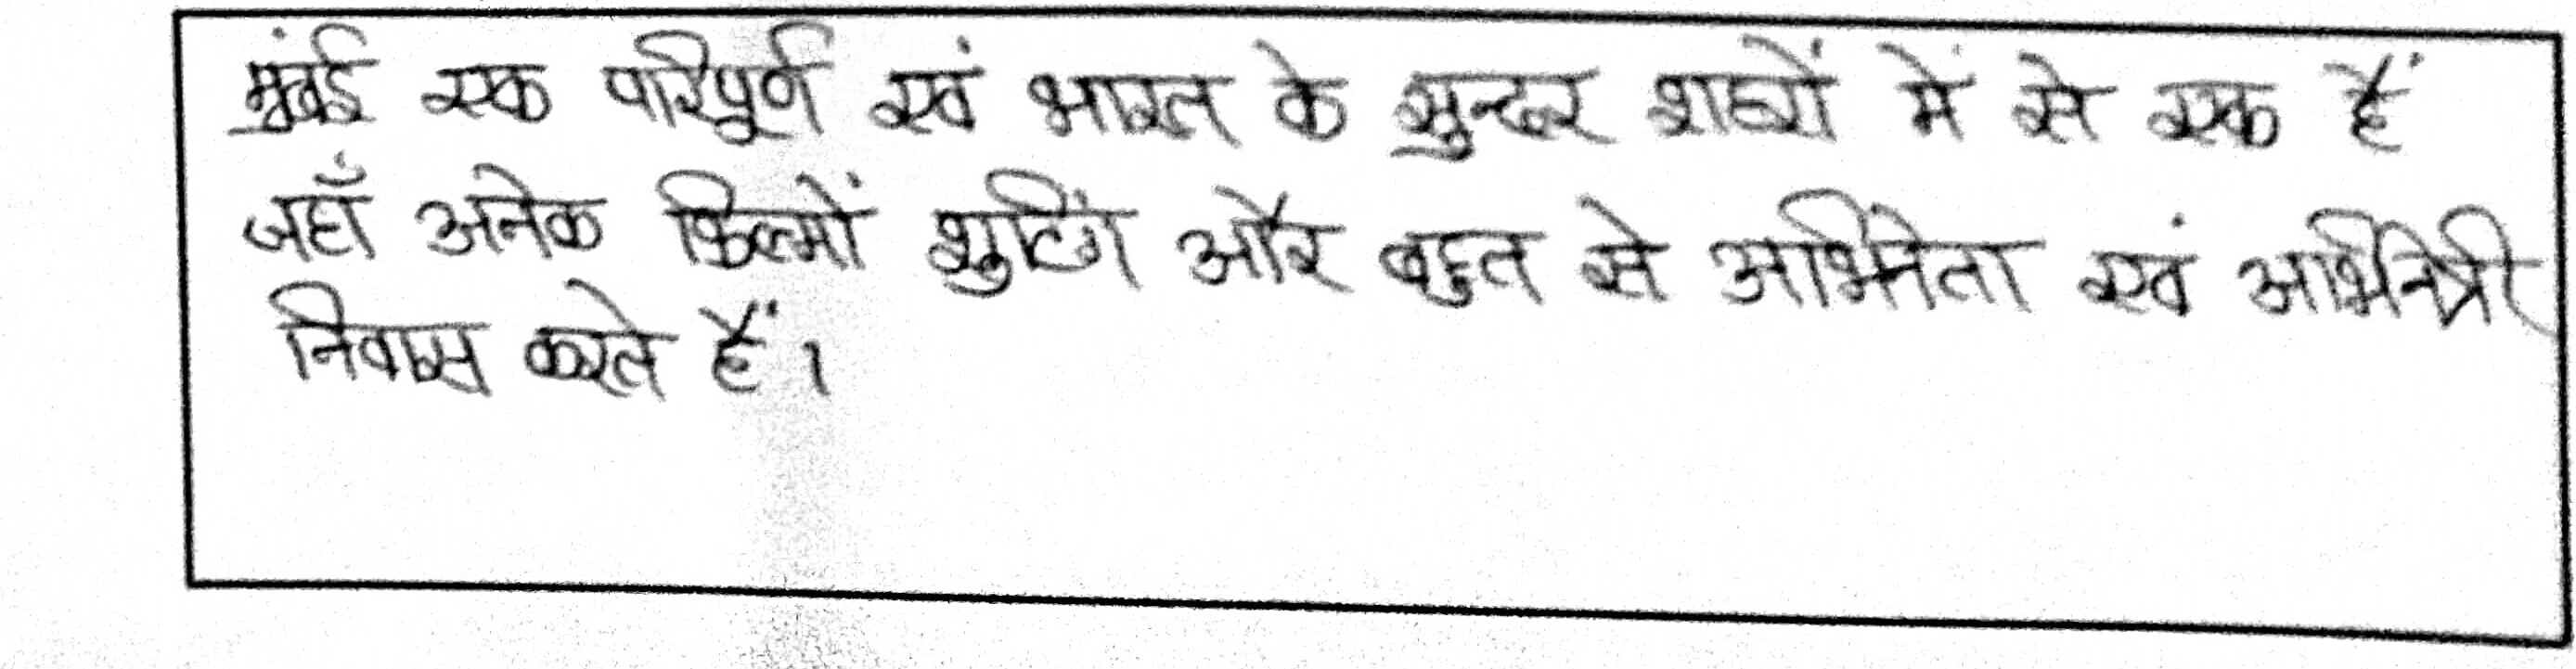 मुंबई एक परिपूर्ण एवं भारत के सुन्दर शहरों में से एक हैं
जहाँ अनेक फिल्मों शुटिंग और बहुत से अभिनेता एवं अभिनेत्री
निवास करते हैं।